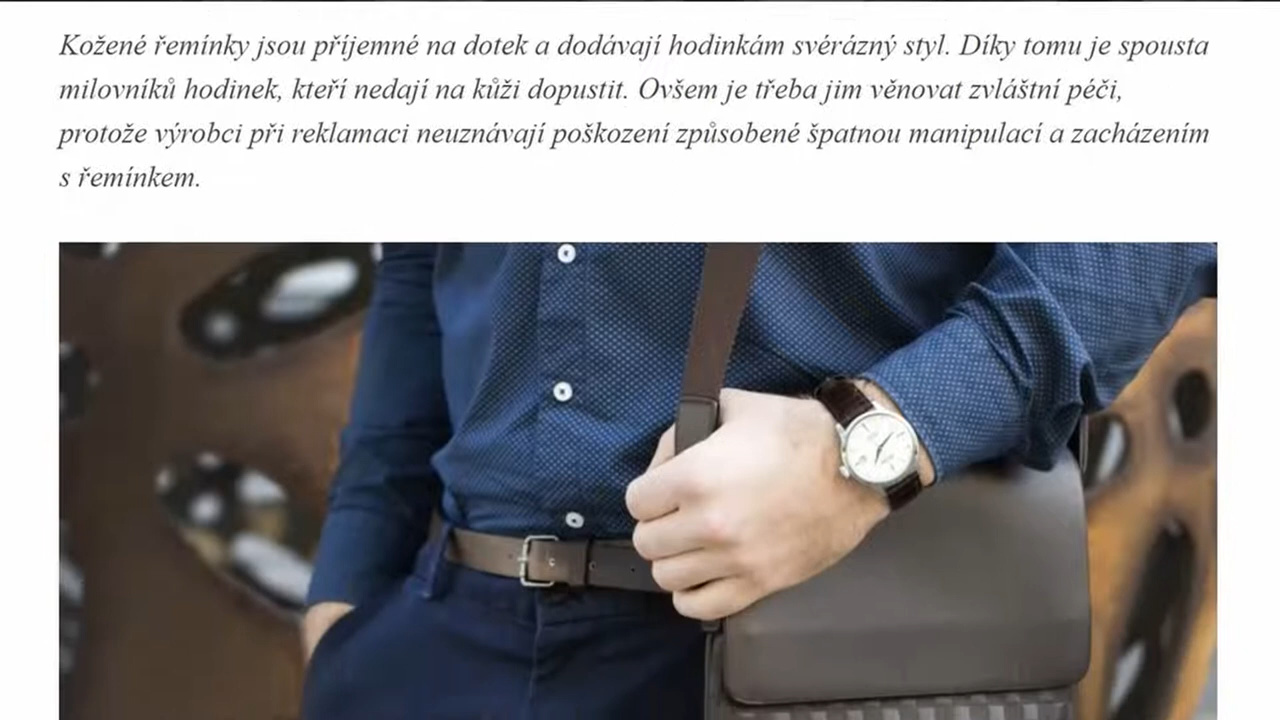 Kožené řemínky jsou příjemné na dotek a dodávají hodinkám svérázný styl. Díky tomu je spousta
milovníků hodinek, kteří nedají na kůži dopustit. Ovšem je třeba jim věnovat zvláštní péči,
protože výrobci při reklamaci neuznávají poškození způsobené špatnou manipulací a zacházením
s řemínkem.